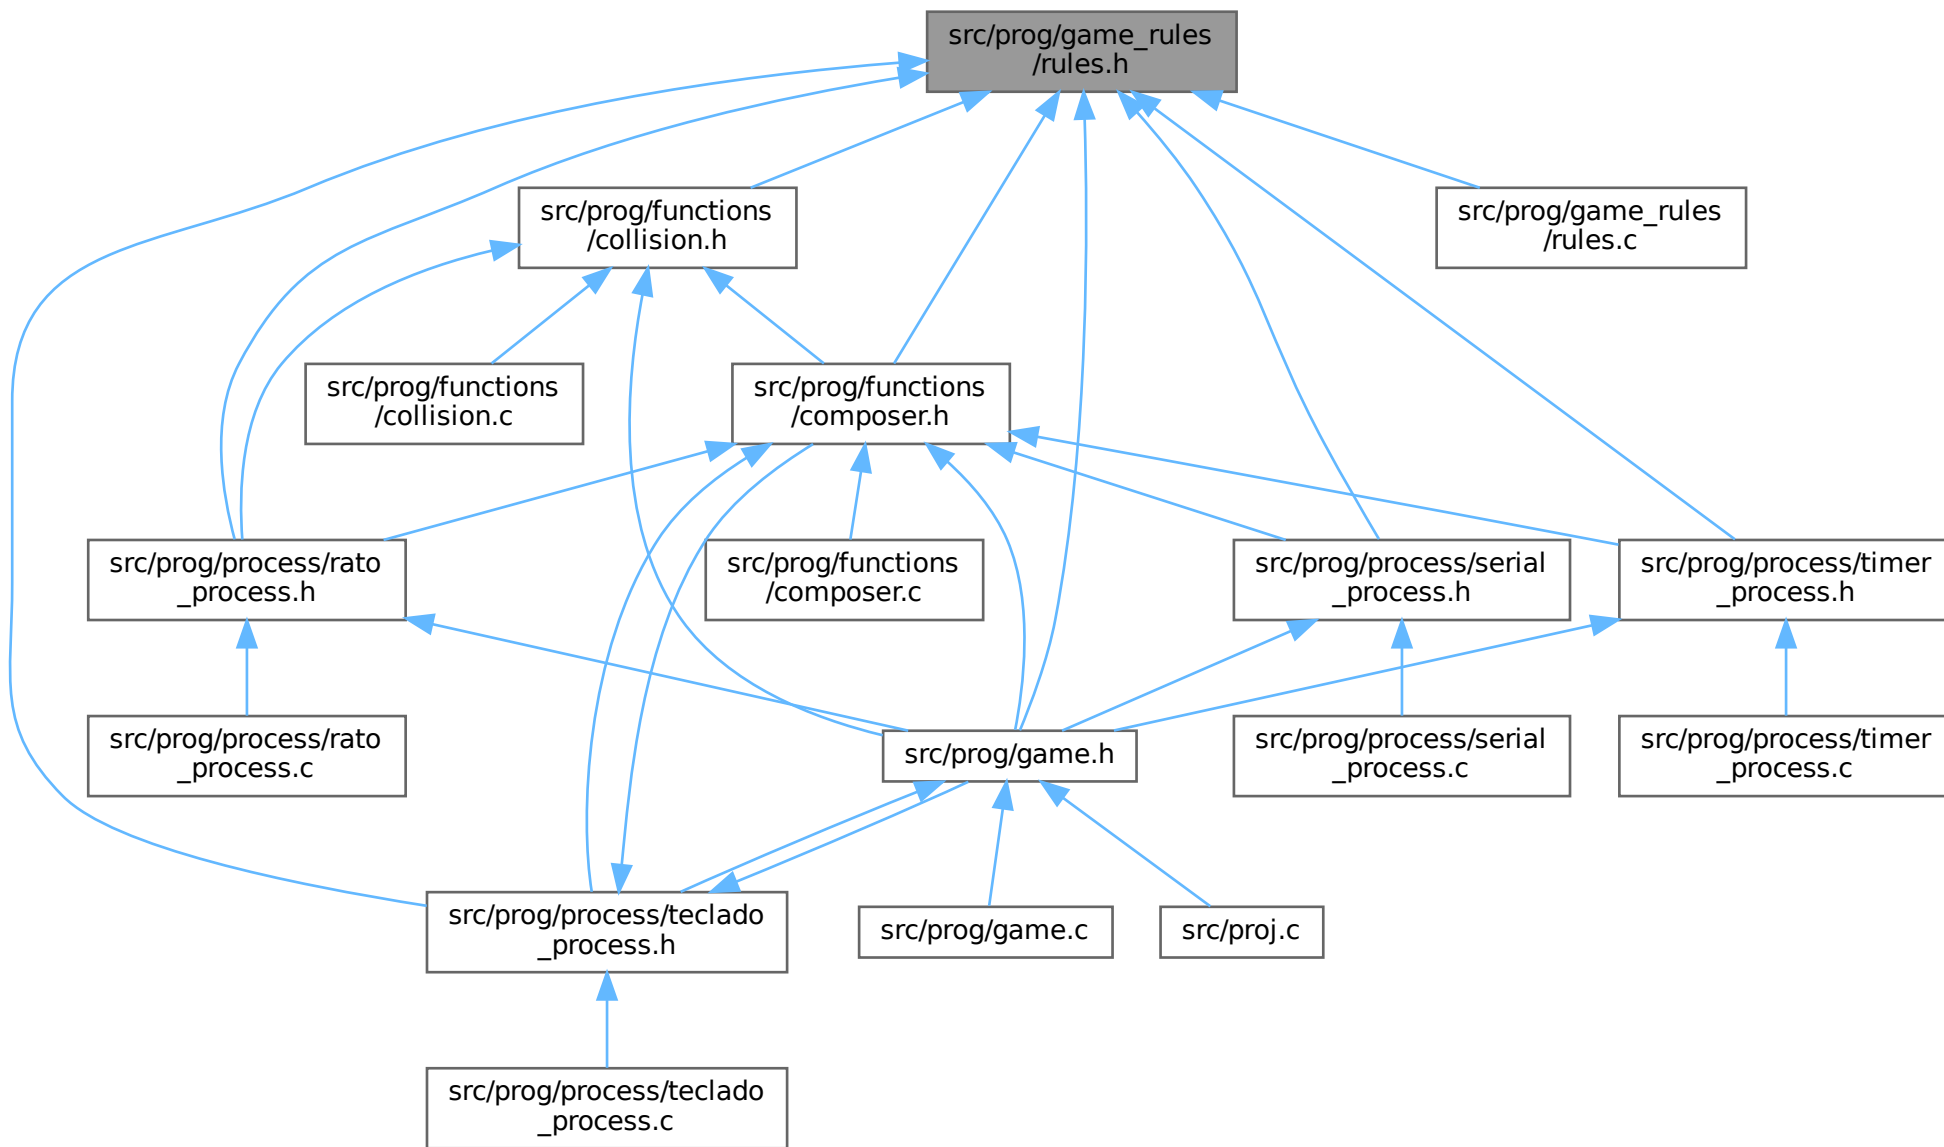 src/prog/game_rules
/rules.h
src/prog/functions
/collision.h
src/prog/game_rules
/rules.c
src/prog/functions
/collision.c
src/prog/functions
/composer.h
src/prog/process/rato
_process.h
src/prog/functions
/composer.c
src/prog/process/serial
_process.h
src/prog/process/timer
_process.h
src/prog/process/rato
_process.c
src/prog/game.h
src/prog/process/serial
_process.c
src/prog/process/timer
_process.c
src/prog/process/teclado
_process.h
src/prog/game.c
src/proj.c
src/prog/process/teclado
_process.c